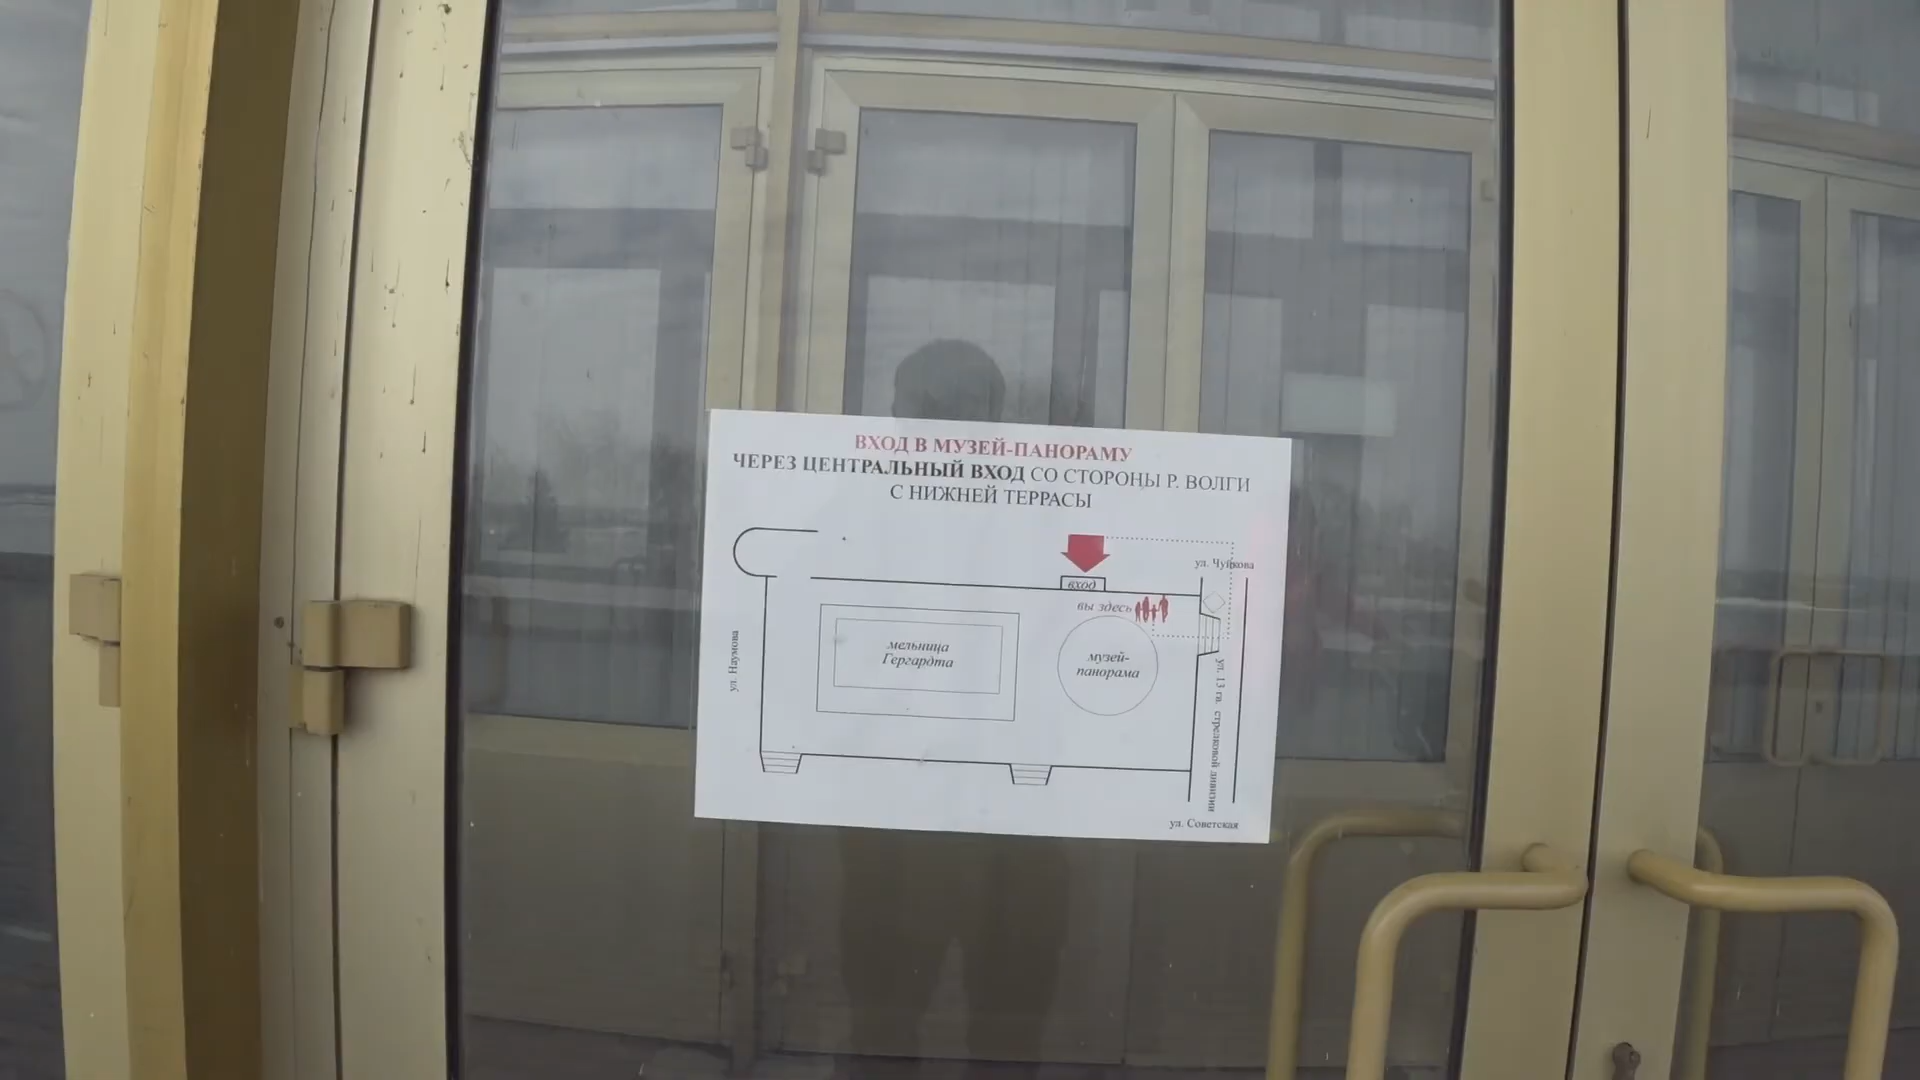 ВХОД В МУЗЕЙ-ПАНОРАМУ
ЧЕРЕЗ ЦЕНТРАЛЬНЫЙ ВХОД СО СТОРОНЫ Р. ВОЛГИ
С НИЖНЕЙ ТЕРРАСЫ
ул. Чуйкова
вход
вы здесь
мельница
Гергардта
музей-
панорама
ул. Наумова
ул. 13 гв. стрелковой дивизии
ул. Советская